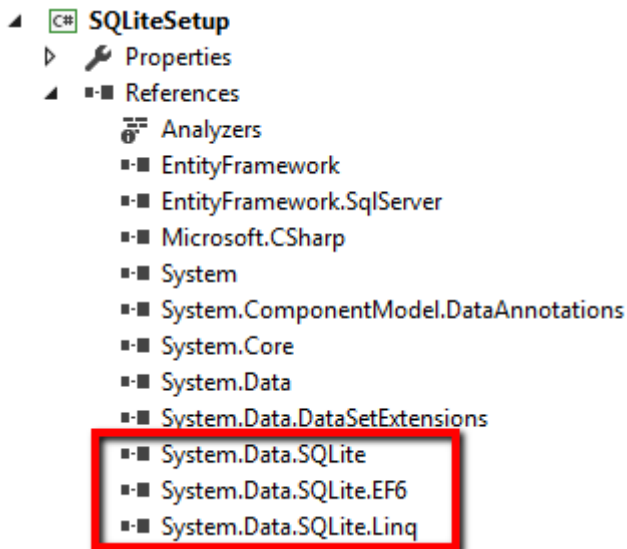 C# SQLiteSetup
Properties
References
Analyzers
EntityFramework
EntityFramework.SqlServer
Microsoft.CSharp
System
System.ComponentModel.DataAnnotations
System.Core
System.Data
System.Data.DataSetExtensions
System.Data.SQLite
System.Data.SQLite.EF6
System.Data.SQLite.Linq